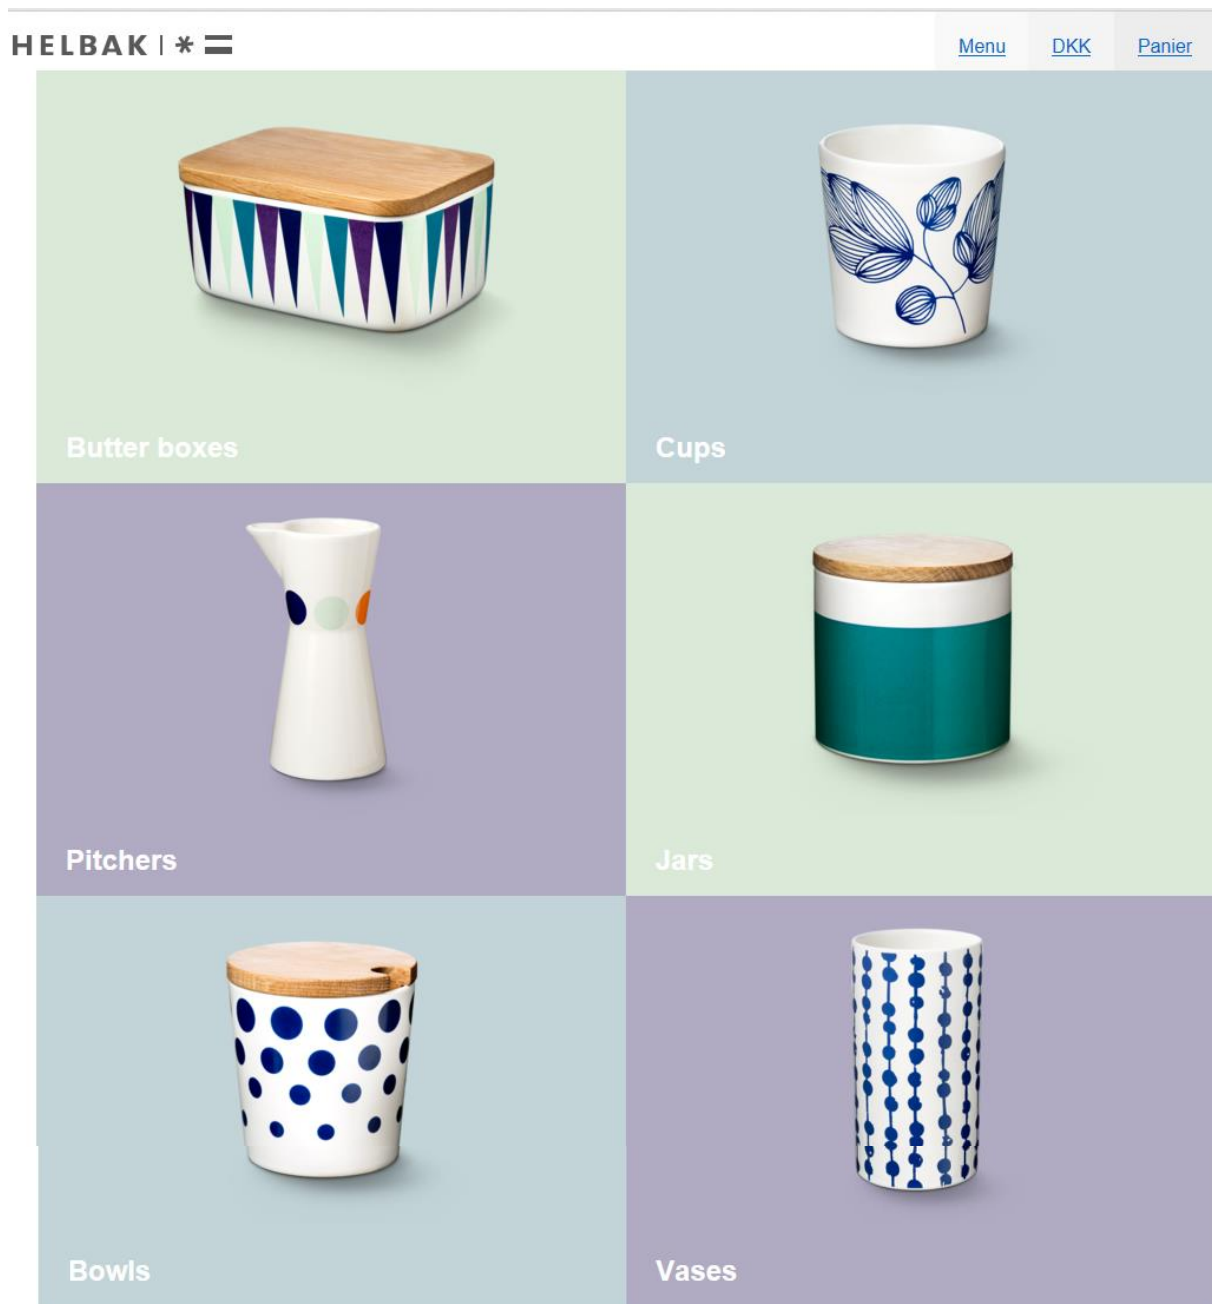 HELBAK | * =
Menu DKK Panier
Butter boxes
Cups
Pitchers
Jars
Bowls
Vases